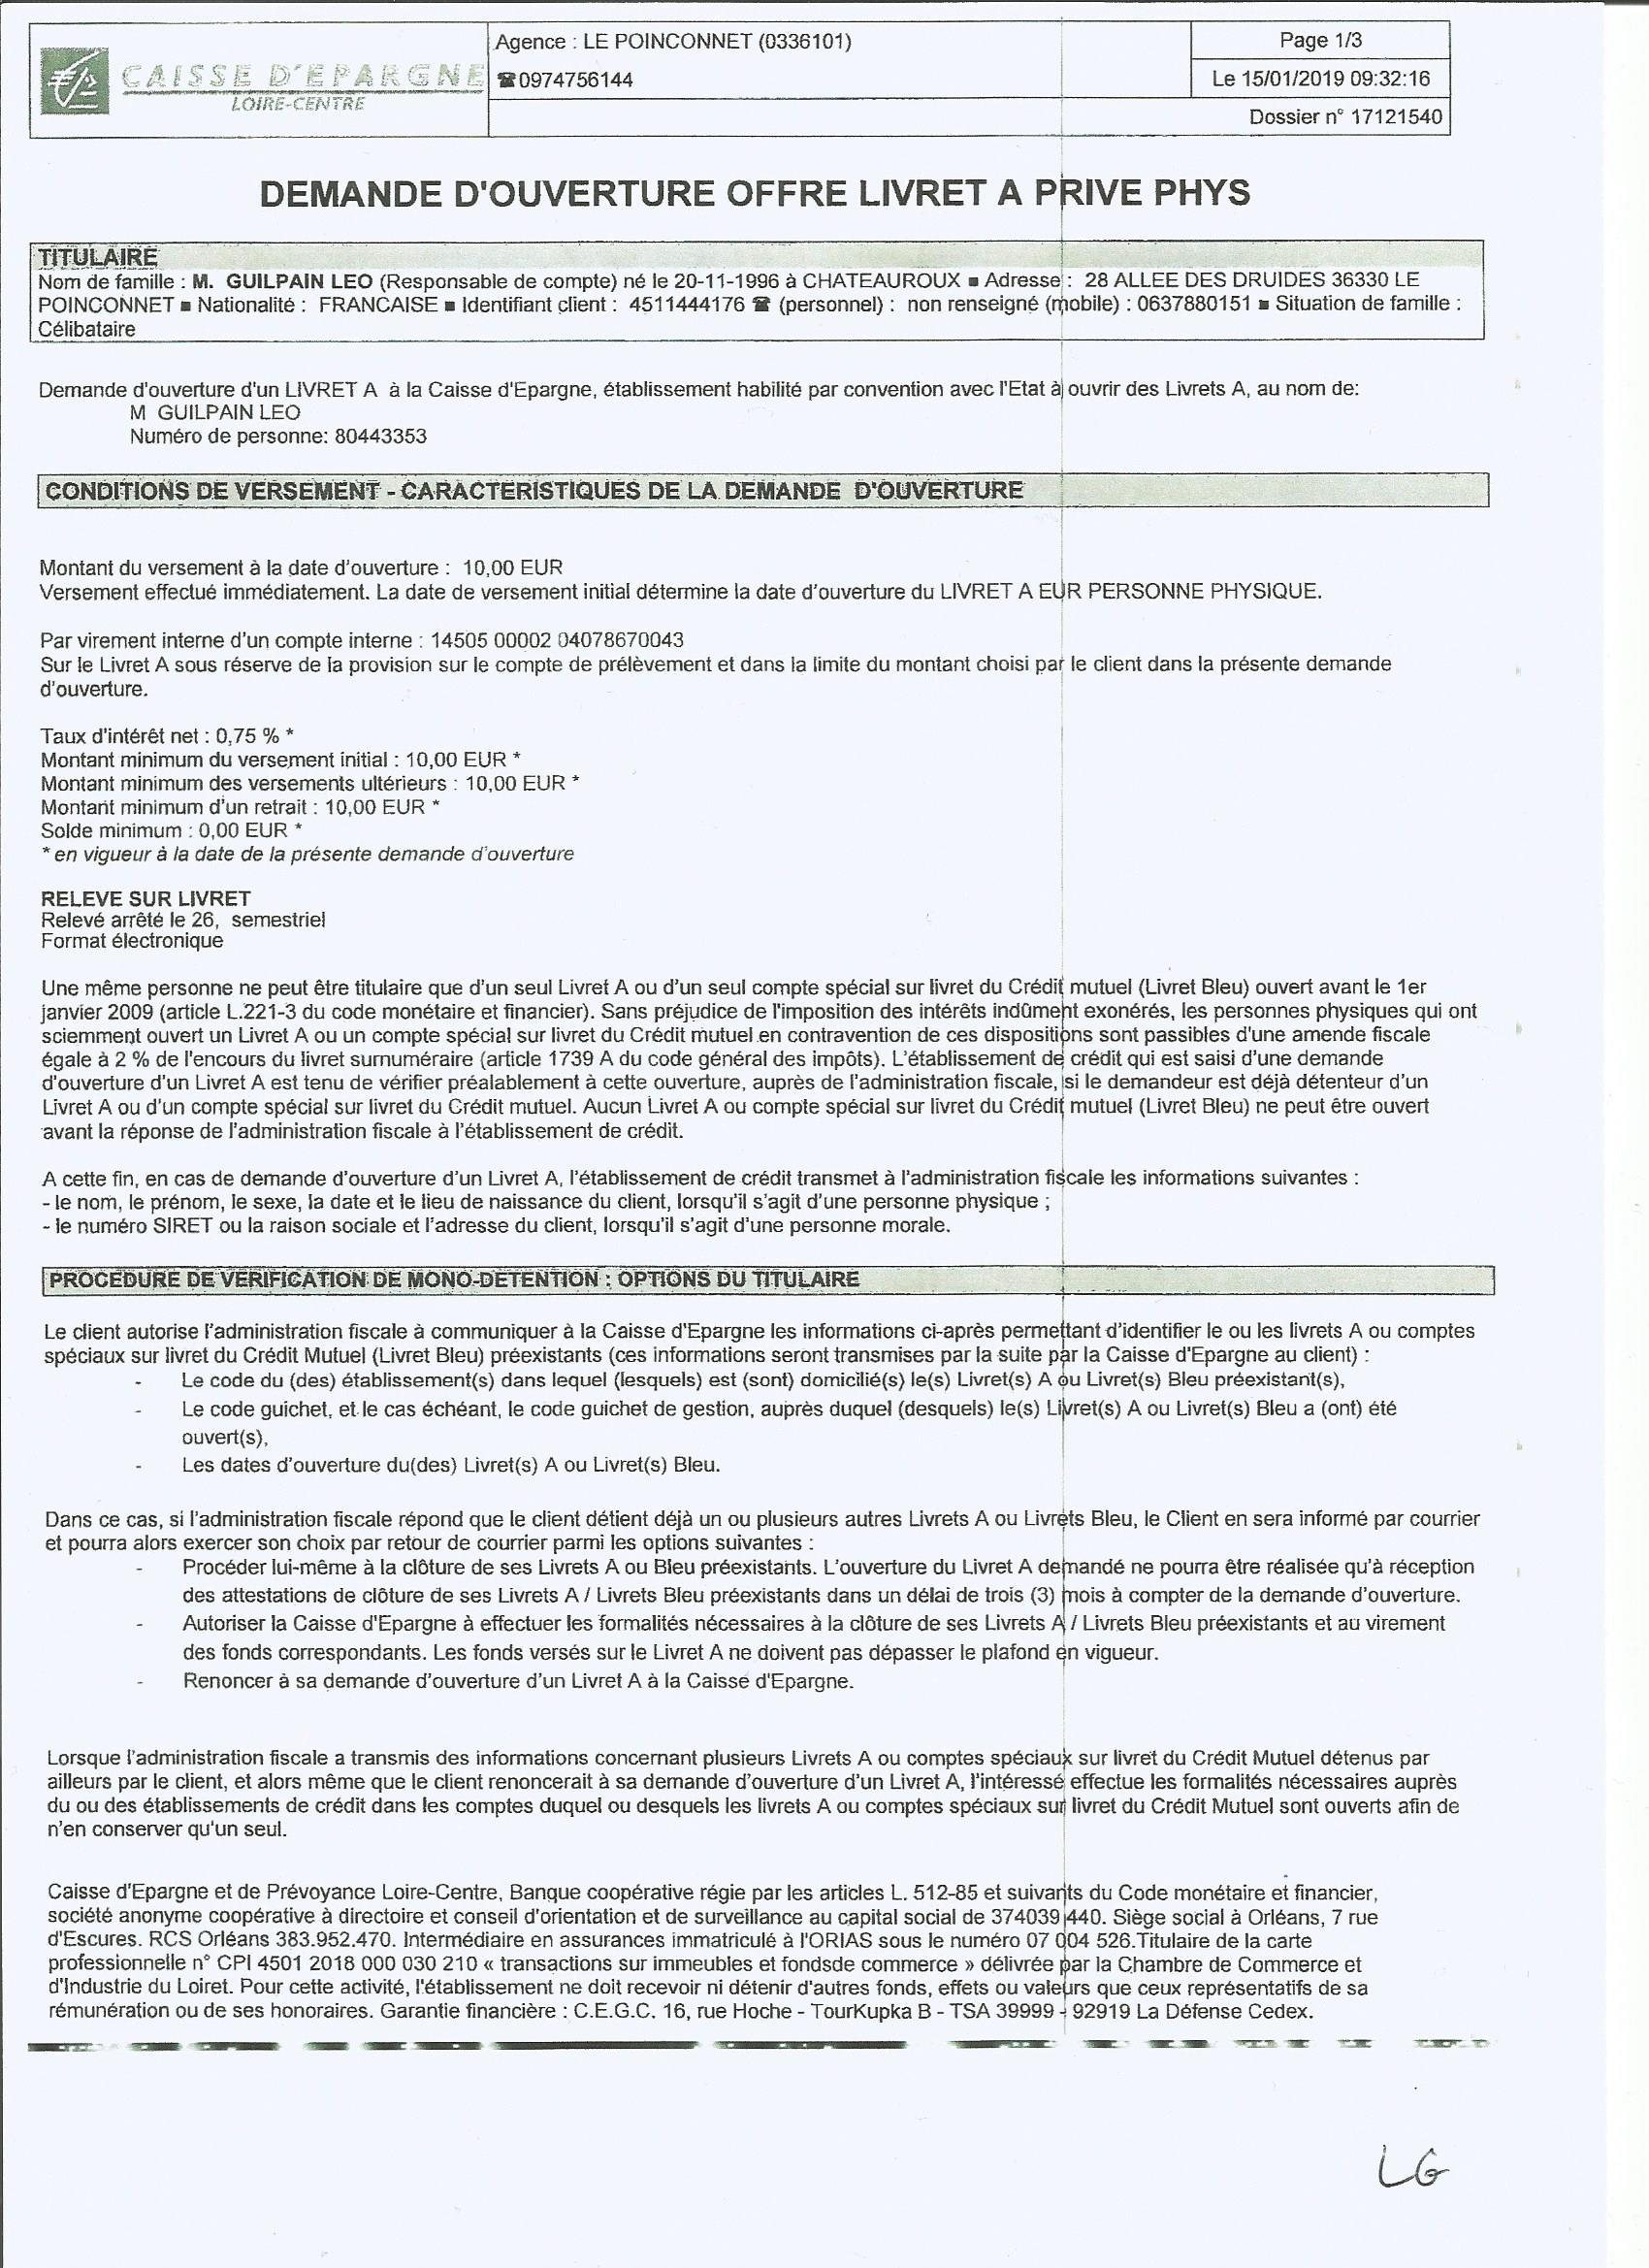 CAISSE D'EPARGNE
LOIRE-CENTRE
Agence : LE POINCONNET (0336101)
☎0974756144
Page 1/3
Le 15/01/2019 09:32:16
Dossier n° 17121540
DEMANDE D'OUVERTURE OFFRE LIVRET A PRIVE PHYS
TITULAIRE
Nom de famille : M. GUILPAIN LEO (Responsable de compte) né le 20-11-1996 à CHATEAUROUX ■ Adresse : 28 ALLEE DES DRUIDES 36330 LE
POINCONNET ■ Nationalité : FRANCAISE ■ Identifiant client : 4511444176 ☎ (personnel) : non renseigné (mobile) : 0637880151 ■ Situation de famille :
Célibataire
Demande d'ouverture d'un LIVRET A à la Caisse d'Epargne, établissement habilité par convention avec l'Etat à ouvrir des Livrets A, au nom de:
M GUILPAIN LEO
Numéro de personne: 80443353
CONDITIONS DE VERSEMENT - CARACTERISTIQUES DE LA DEMANDE D'OUVERTURE
Montant du versement à la date d'ouverture : 10,00 EUR
Versement effectué immédiatement. La date de versement initial détermine la date d'ouverture du LIVRET A EUR PERSONNE PHYSIQUE.
Par virement interne d'un compte interne : 14505 00002 04078670043
Sur le Livret A sous réserve de la provision sur le compte de prélèvement et dans la limite du montant choisi par le client dans la présente demande
d'ouverture.
Taux d'intérêt net : 0,75 % *
Montant minimum du versement initial : 10,00 EUR *
Montant minimum des versements ultérieurs : 10,00 EUR *
Montant minimum d'un retrait : 10,00 EUR *
Solde minimum : 0,00 EUR *
* en vigueur à la date de la présente demande d'ouverture
RELEVE SUR LIVRET
Relevé arrêté le 26, semestriel
Format électronique
Une même personne ne peut être titulaire que d'un seul Livret A ou d'un seul compte spécial sur livret du Crédit mutuel (Livret Bleu) ouvert avant le 1er
janvier 2009 (article L.221-3 du code monétaire et financier). Sans préjudice de l'imposition des intérêts indûment exonérés, les personnes physiques qui ont
sciemment ouvert un Livret A ou un compte spécial sur livret du Crédit mutuel en contravention de ces dispositions sont passibles d'une amende fiscale
égale à 2 % de l'encours du livret surnuméraire (article 1739 A du code général des impôts). L'établissement de crédit qui est saisi d'une demande
d'ouverture d'un Livret A est tenu de vérifier préalablement à cette ouverture, auprès de l'administration fiscale, si le demandeur est déjà détenteur d'un
Livret A ou d'un compte spécial sur livret du Crédit mutuel. Aucun Livret A ou compte spécial sur livret du Crédit mutuel (Livret Bleu) ne peut être ouvert
avant la réponse de l'administration fiscale à l'établissement de crédit.
A cette fin, en cas de demande d'ouverture d'un Livret A, l'établissement de crédit transmet à l'administration fiscale les informations suivantes :
- le nom, le prénom, le sexe, la date et le lieu de naissance du client, lorsqu'il s'agit d'une personne physique ;
- le numéro SIRET ou la raison sociale et l'adresse du client, lorsqu'il s'agit d'une personne morale.
PROCEDURE DE VERIFICATION DE MONO-DETENTION : OPTIONS DU TITULAIRE
Le client autorise l'administration fiscale à communiquer à la Caisse d'Epargne les informations ci-après permettant d'identifier le ou les livrets A ou comptes
spéciaux sur livret du Crédit Mutuel (Livret Bleu) préexistants (ces informations seront transmises par la suite par la Caisse d'Epargne au client) :
- Le code du (des) établissement(s) dans lequel (lesquels) est (sont) domicilié(s) le(s) Livret(s) A ou Livret(s) Bleu préexistant(s),
- Le code guichet, et le cas échéant, le code guichet de gestion, auprès duquel (desquels) le(s) Livret(s) A ou Livret(s) Bleu a (ont) été
ouvert(s),
- Les dates d'ouverture du(des) Livret(s) A ou Livret(s) Bleu.
Dans ce cas, si l'administration fiscale répond que le client détient déjà un ou plusieurs autres Livrets A ou Livrets Bleu, le Client en sera informé par courrier
et pourra alors exercer son choix par retour de courrier parmi les options suivantes :
- Procéder lui-même à la clôture de ses Livrets A ou Bleu préexistants. L'ouverture du Livret A demandé ne pourra être réalisée qu'à réception
des attestations de clôture de ses Livrets A / Livrets Bleu préexistants dans un délai de trois (3) mois à compter de la demande d'ouverture.
- Autoriser la Caisse d'Epargne à effectuer les formalités nécessaires à la clôture de ses Livrets A / Livrets Bleu préexistants et au virement
des fonds correspondants. Les fonds versés sur le Livret A ne doivent pas dépasser le plafond en vigueur.
- Renoncer à sa demande d'ouverture d'un Livret A à la Caisse d'Epargne.
Lorsque l'administration fiscale a transmis des informations concernant plusieurs Livrets A ou comptes spéciaux sur livret du Crédit Mutuel détenus par
ailleurs par le client, et alors même que le client renoncerait à sa demande d'ouverture d'un Livret A, l'intéressé effectue les formalités nécessaires auprès
du ou des établissements de crédit dans les comptes duquel ou desquels les livrets A ou comptes spéciaux sur livret du Crédit Mutuel sont ouverts afin de
n'en conserver qu'un seul.
Caisse d'Epargne et de Prévoyance Loire-Centre, Banque coopérative régie par les articles L. 512-85 et suivants du Code monétaire et financier,
société anonyme coopérative à directoire et conseil d'orientation et de surveillance au capital social de 374039 440. Siège social à Orléans, 7 rue
d'Escures. RCS Orléans 383.952.470. Intermédiaire en assurances immatriculé à l'ORIAS sous le numéro 07 004 526.Titulaire de la carte
professionnelle n° CPI 4501 2018 000 030 210 « transactions sur immeubles et fondsde commerce » délivrée par la Chambre de Commerce et
d'Industrie du Loiret. Pour cette activité, l'établissement ne doit recevoir ni détenir d'autres fonds, effets ou valeurs que ceux représentatifs de sa
rémunération ou de ses honoraires. Garantie financière : C.E.G.C. 16, rue Hoche - TourKupka B - TSA 39999 - 92919 La Défense Cedex.
LG